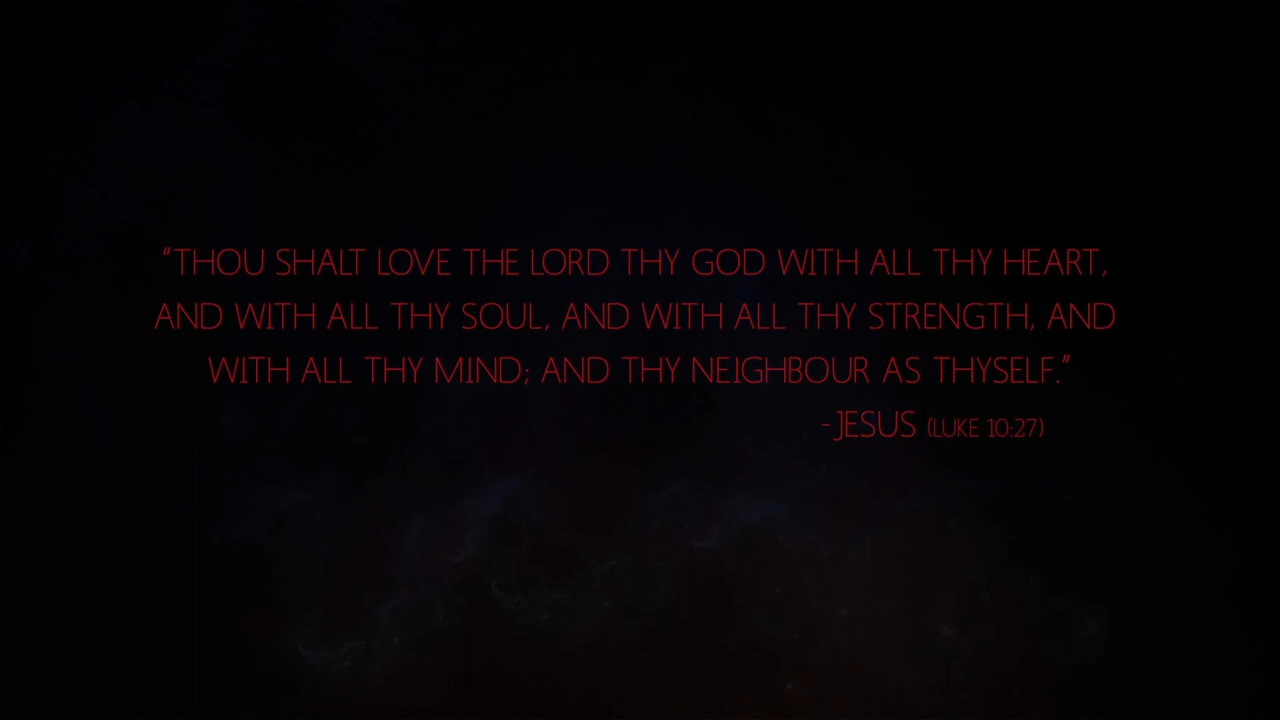 “THOU SHALT LOVE THE LORD THY GOD WITH ALL THY HEART,
AND WITH ALL THY SOUL, AND WITH ALL THY STRENGTH, AND
WITH ALL THY MIND; AND THY NEIGHBOUR AS THYSELF.”
-JESUS (LUKE 10:27)